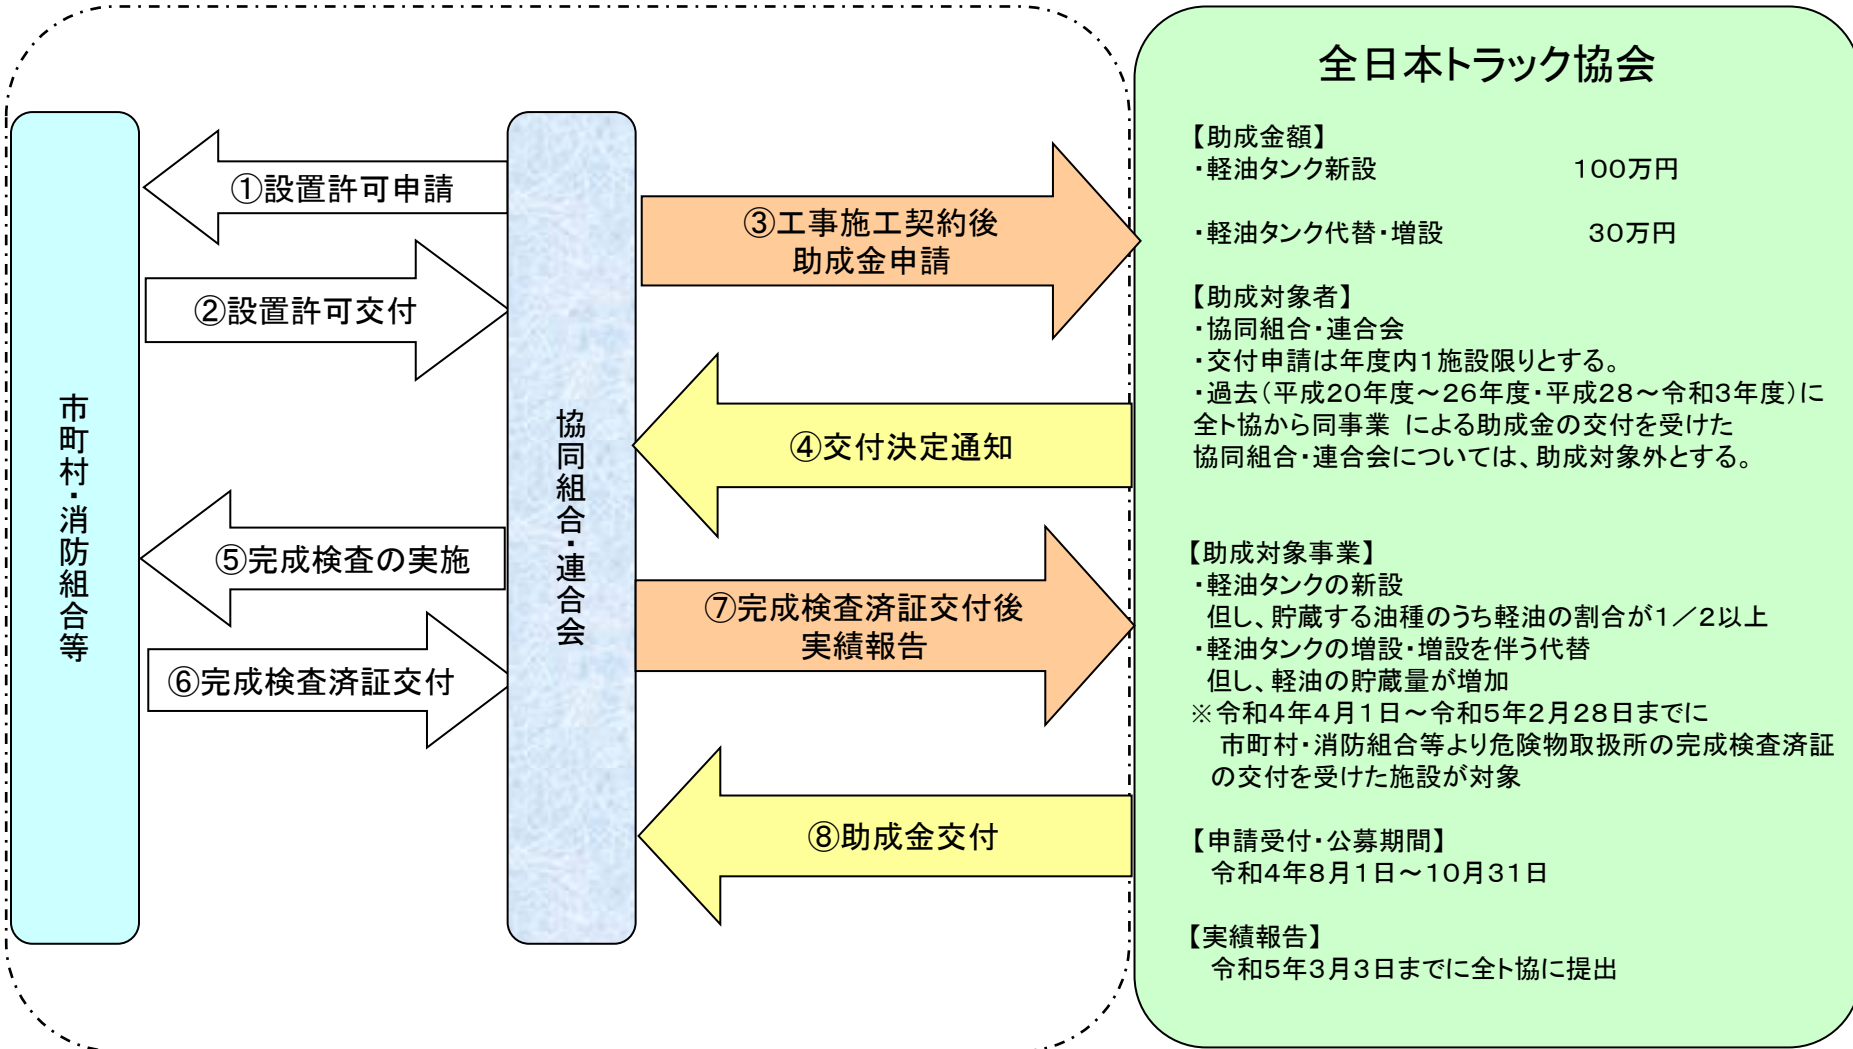 市町村・消防組合等
①設置許可申請
②設置許可交付
⑤完成検査の実施
⑥完成検査済証交付
協同組合・連合会
③工事施工契約後
助成金申請
④交付決定通知
⑦完成検査済証交付後
実績報告
⑧助成金交付
全日本トラック協会
【助成金額】
・軽油タンク新設 100万円
・軽油タンク代替・増設 30万円
【助成対象者】
・協同組合・連合会
・交付申請は年度内1施設限りとする。
・過去(平成20年度～26年度・平成28～令和3年度)に
全ト協から同事業 による助成金の交付を受けた
協同組合・連合会については、助成対象外とする。
【助成対象事業】
・軽油タンクの新設
但し、貯蔵する油種のうち軽油の割合が1／2以上
・軽油タンクの増設・増設を伴う代替
但し、軽油の貯蔵量が増加
※令和4年4月1日～令和5年2月28日までに
市町村・消防組合等より危険物取扱所の完成検査済証
の交付を受けた施設が対象
【申請受付・公募期間】
令和4年8月1日～10月31日
【実績報告】
令和5年3月3日までに全ト協に提出